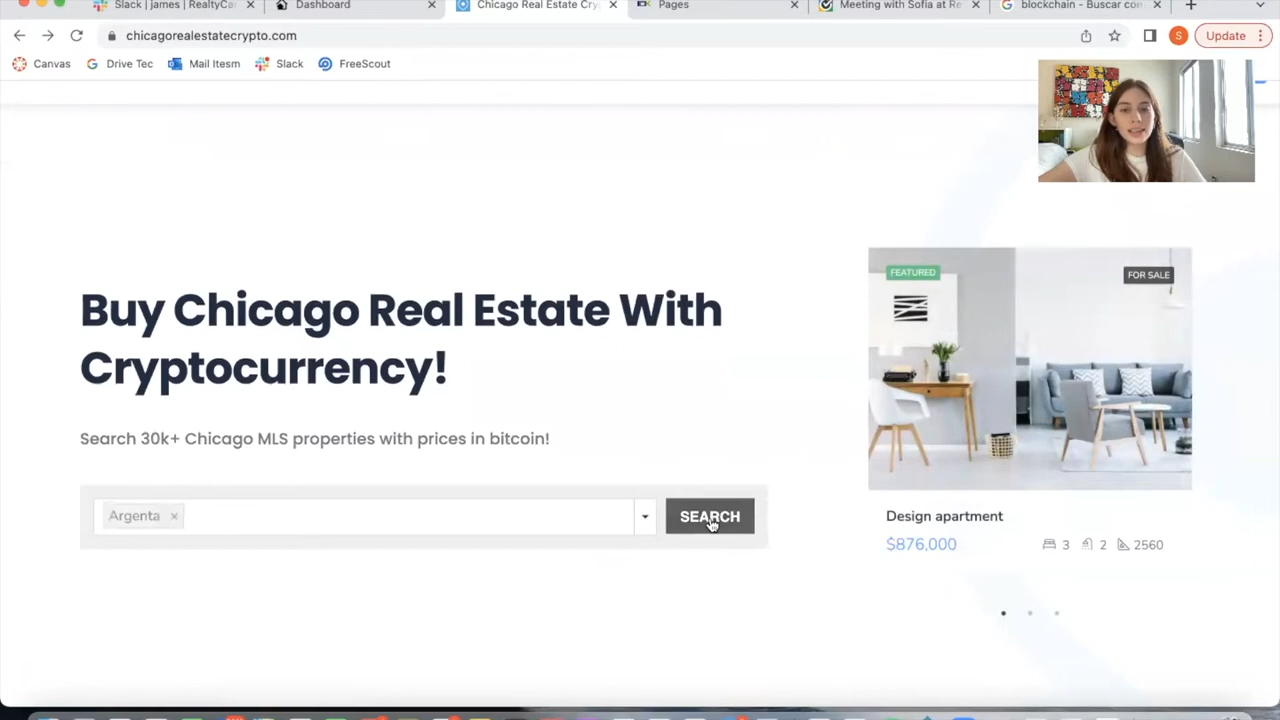 Slack | james | RealtyCa
Dashboard
Chicago Real Estate Cry
Pages
Meeting with Sofia at Re
blockchain - Buscar con
chicagorealestatecrypto.com
S
Update
Canvas
Drive Tec
Mail Itesm
Slack
FreeScout
FEATURED
FOR SALE
Buy Chicago Real Estate With
Cryptocurrency!
Search 30k+ Chicago MLS properties with prices in bitcoin!
Argenta ×
SEARCH
Design apartment
$876,000
3
2
2560